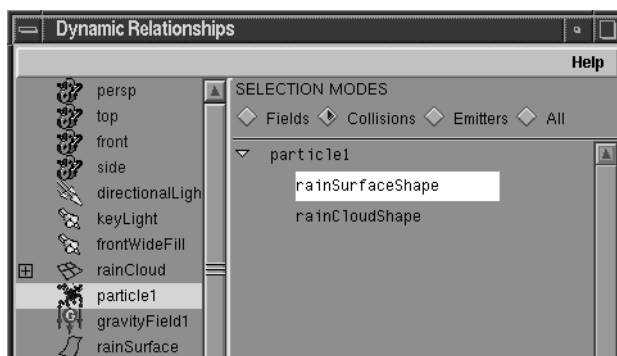 Dynamic Relationships
Help
persp
top
front
side
directionalLigh
keyLight
frontWideFill
rainCloud
particle1
gravityField1
rainSurface
SELECTION MODES
Fields Collisions Emitters All
particle1
rainSurfaceShape
rainCloudShape